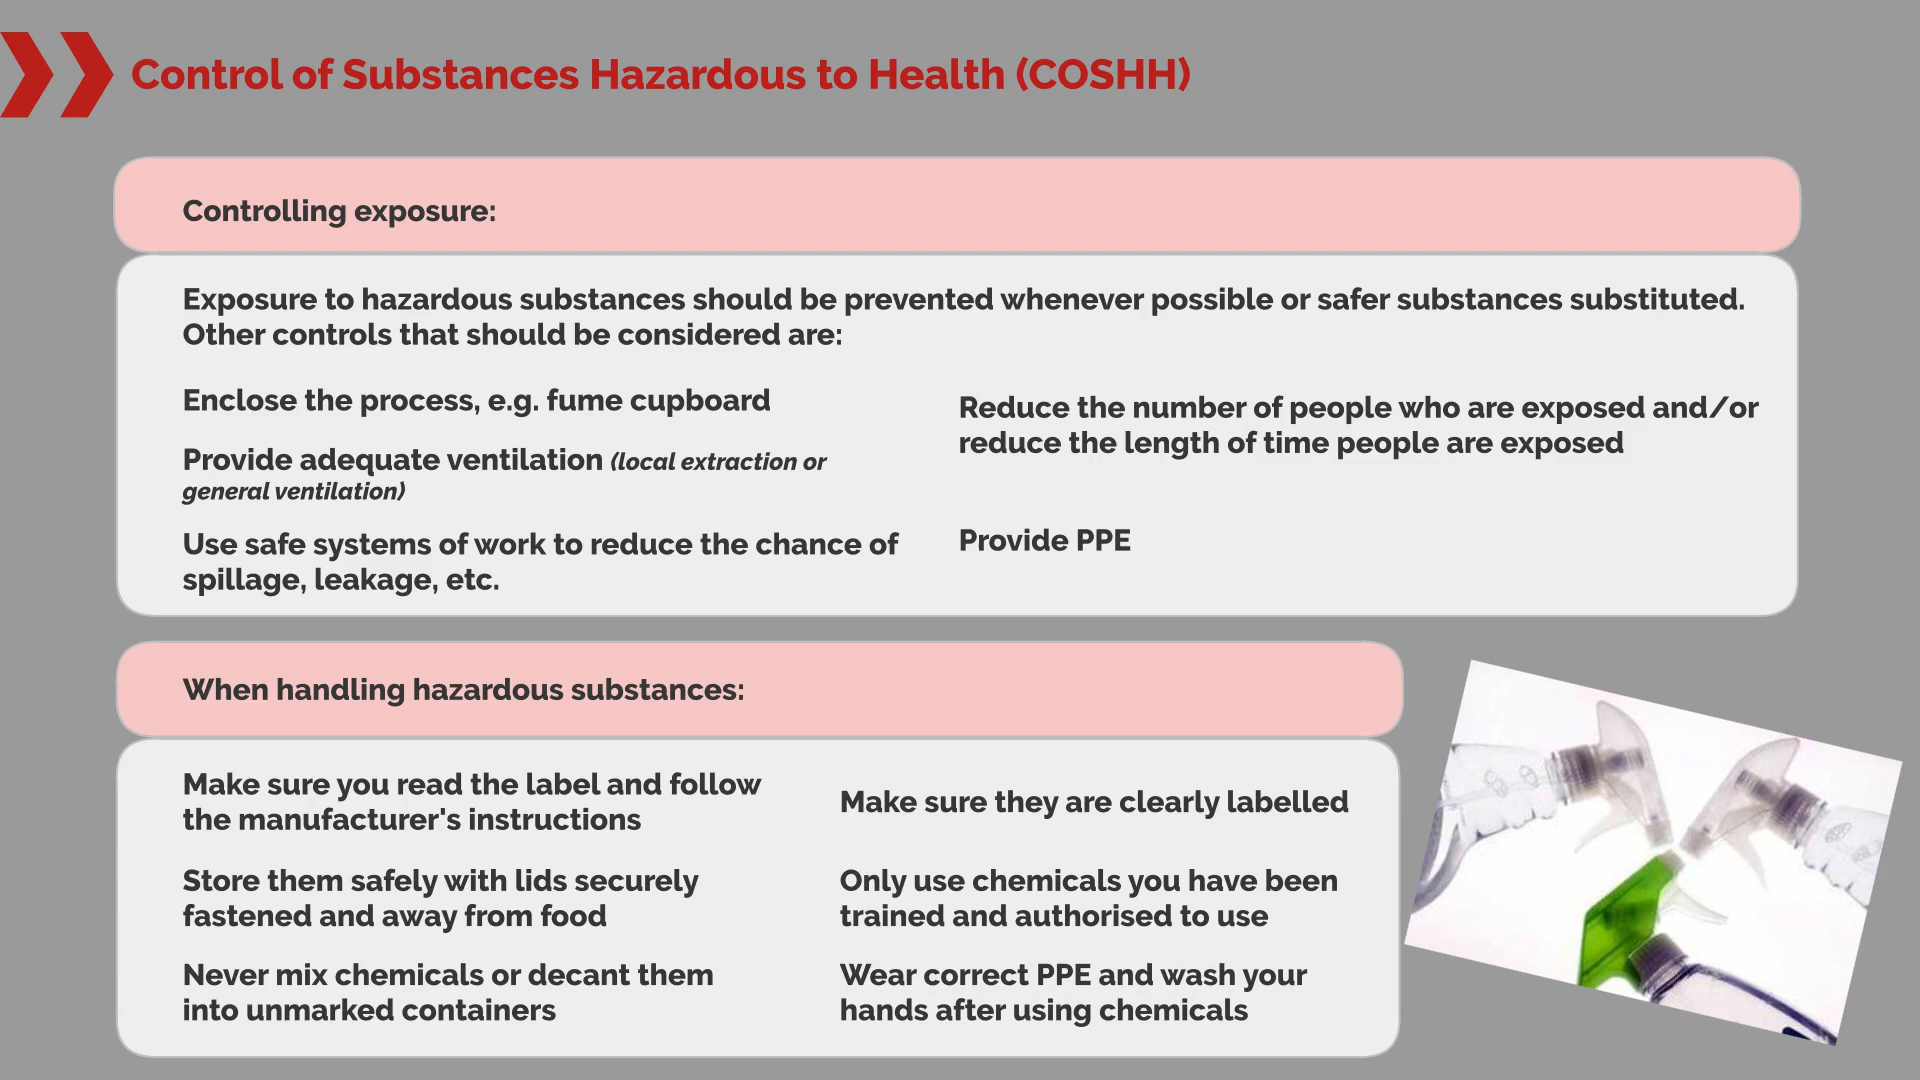 Control of Substances Hazardous to Health (COSHH)
Controlling exposure:
Exposure to hazardous substances should be prevented whenever possible or safer substances substituted.
Other controls that should be considered are:
Enclose the process, e.g. fume cupboard
Provide adequate ventilation (local extraction or
general ventilation)
Use safe systems of work to reduce the chance of
spillage, leakage, etc.
Reduce the number of people who are exposed and/or
reduce the length of time people are exposed
Provide PPE
When handling hazardous substances:
Make sure you read the label and follow
the manufacturer's instructions
Store them safely with lids securely
fastened and away from food
Never mix chemicals or decant them
into unmarked containers
Make sure they are clearly labelled
Only use chemicals you have been
trained and authorised to use
Wear correct PPE and wash your
hands after using chemicals